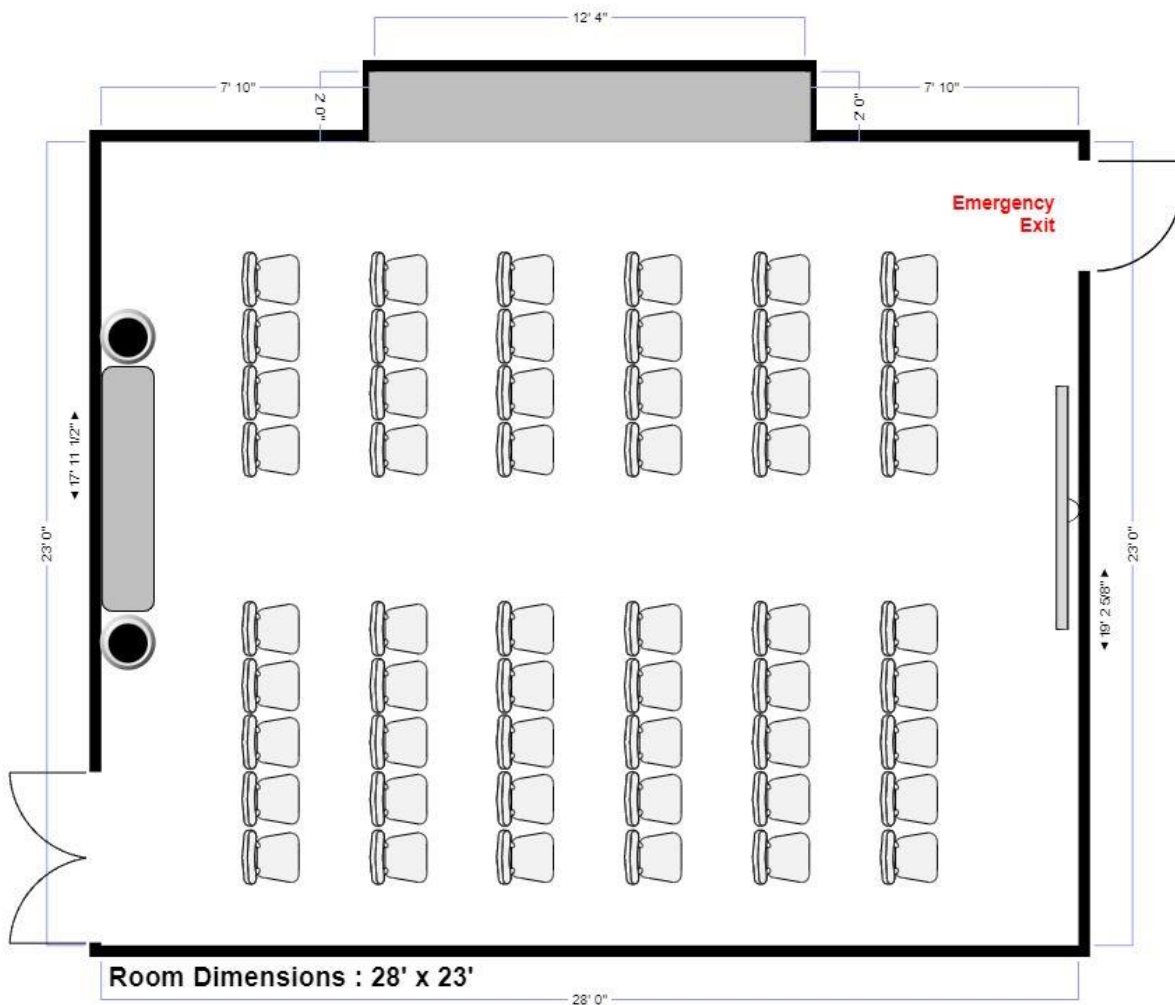 12' 4"
7' 10"
7' 10"
2' 0"
2' 0"
Emergency
Exit
◄ 17' 11 1/2" ►
23' 0"
23' 0"
◄ 19' 2 5/8" ►
Room Dimensions : 28' x 23'
28' 0"